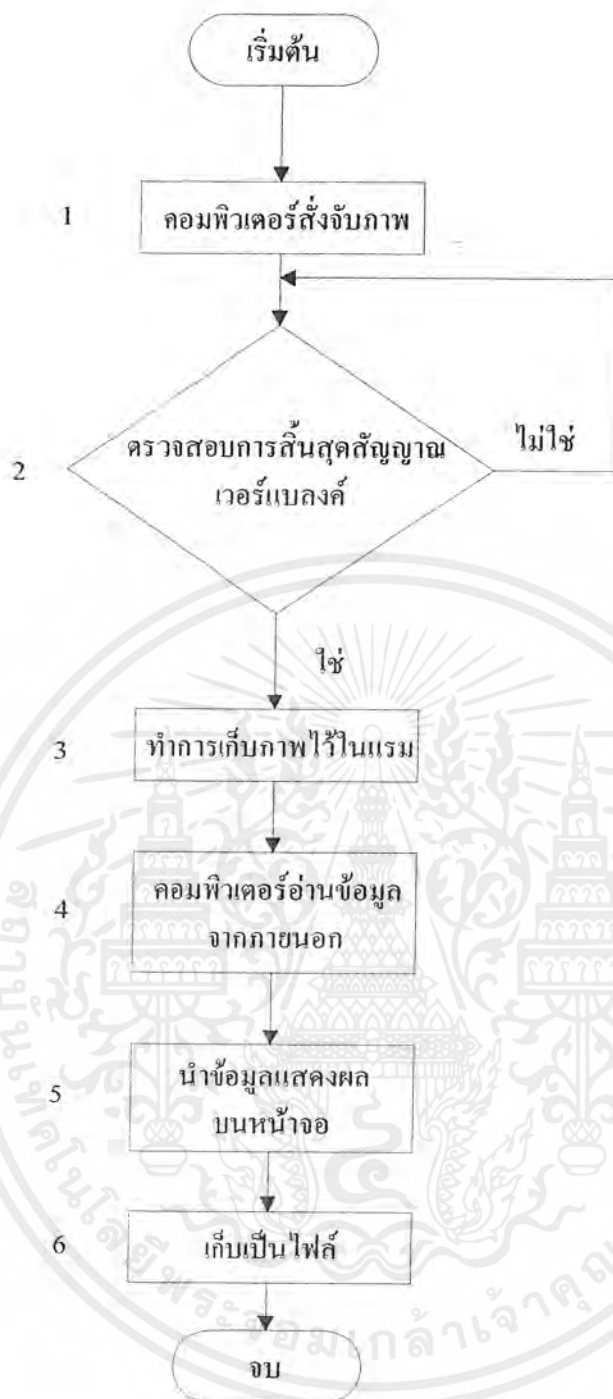 เริ่มต้น
1
คอมพิวเตอร์สั่งจับภาพ
2
ตรวจสอบการสิ้นสุดสัญญาณ
เวอร์แบลงค์
ไม่ใช่
ใช่
3
ทำการเก็บภาพไว้ในแรม
4
คอมพิวเตอร์อ่านข้อมูล
จากภายนอก
5
นำข้อมูลแสดงผล
บนหน้าจอ
6
เก็บเป็นไฟล์
จบ